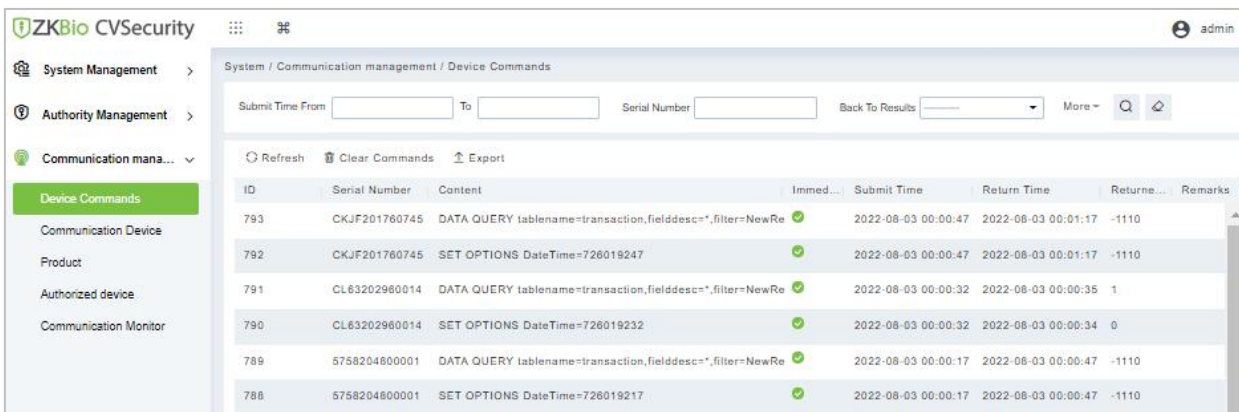 ZKBio CVSecurity
admin
System Management
Authority Management
Communication mana...
Device Commands
Communication Device
Product
Authorized device
Communication Monitor
System / Communication management / Device Commands
Submit Time From To Serial Number Back To Results ---------- More
Refresh Clear Commands Export
ID Serial Number Content Immed... Submit Time Return Time Returne... Remarks
793 CKJF201760745 DATA QUERY tablename=transaction,fielddesc=*,filter=NewRe 2022-08-03 00:00:47 2022-08-03 00:01:17 -1110
792 CKJF201760745 SET OPTIONS DateTime=726019247 2022-08-03 00:00:47 2022-08-03 00:01:17 -1110
791 CL63202960014 DATA QUERY tablename=transaction,fielddesc=*,filter=NewRe 2022-08-03 00:00:32 2022-08-03 00:00:35 1
790 CL63202960014 SET OPTIONS DateTime=726019232 2022-08-03 00:00:32 2022-08-03 00:00:34 0
789 5758204800001 DATA QUERY tablename=transaction,fielddesc=*,filter=NewRe 2022-08-03 00:00:17 2022-08-03 00:00:47 -1110
788 5758204800001 SET OPTIONS DateTime=726019217 2022-08-03 00:00:17 2022-08-03 00:00:47 -1110